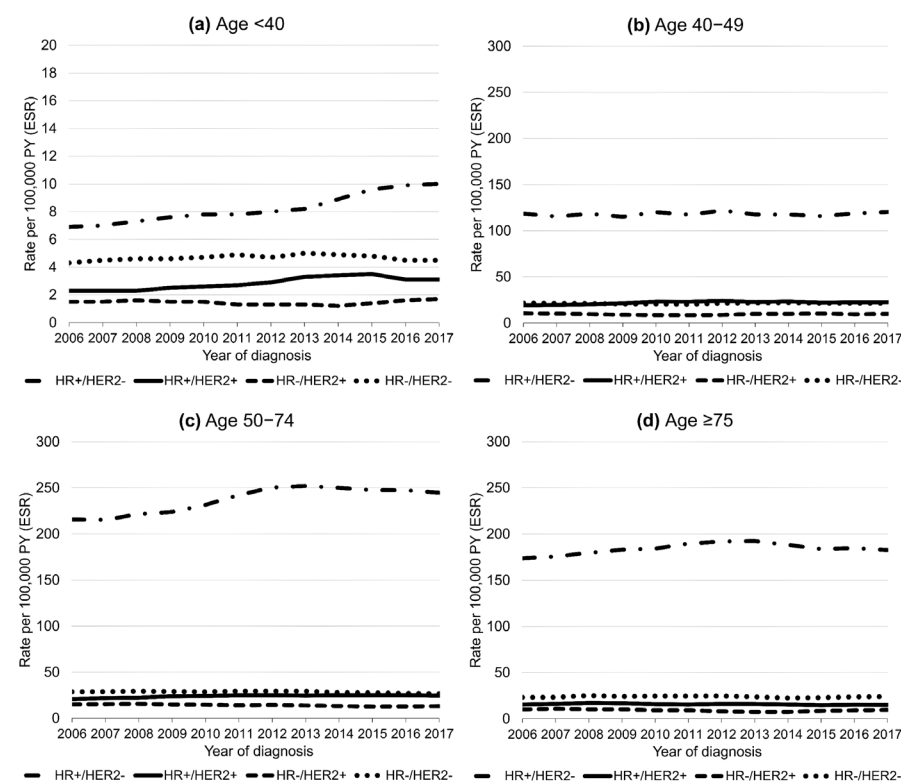 (a) Age <40
20
18
16
14
12
10
8
6
4
2
0
Rate per 100,000 PY (ESR)
2006 2007 2008 2009 2010 2011 2012 2013 2014 2015 2016 2017
Year of diagnosis
HR+/HER2- HR+/HER2+ HR-/HER2+ HR-/HER2-
(b) Age 40−49
300
250
200
150
100
50
0
Rate per 100,000 PY (ESR)
2006 2007 2008 2009 2010 2011 2012 2013 2014 2015 2016 2017
Year of diagnosis
HR+/HER2- HR+/HER2+ HR-/HER2+ HR-/HER2-
(c) Age 50−74
300
250
200
150
100
50
0
Rate per 100,000 PY (ESR)
2006 2007 2008 2009 2010 2011 2012 2013 2014 2015 2016 2017
Year of diagnosis
HR+/HER2- HR+/HER2+ HR-/HER2+ HR-/HER2-
(d) Age ≥75
300
250
200
150
100
50
0
Rate per 100,000 PY (ESR)
2006 2007 2008 2009 2010 2011 2012 2013 2014 2015 2016 2017
Year of diagnosis
HR+/HER2- HR+/HER2+ HR-/HER2+ HR-/HER2-